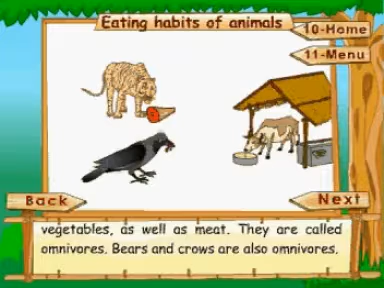 Eating habits of animals
10-Home
11-Menu
Back
Next
vegetables, as well as meat. They are called
omnivores. Bears and crows are also omnivores.